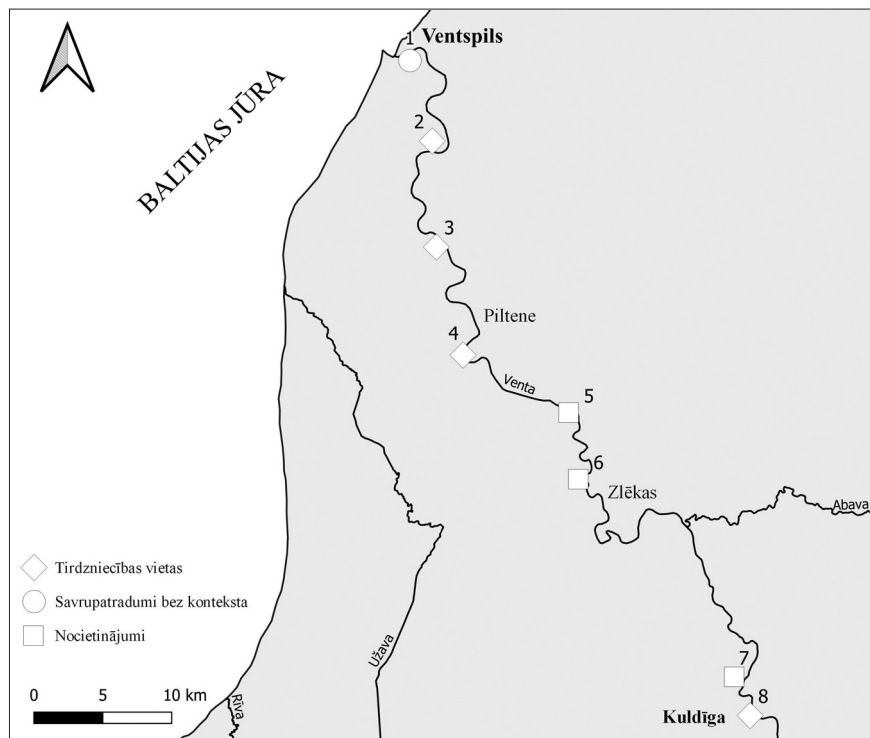 1 Ventspils
BALTIJAS JŪRA
2
3
Piltene
4
Venta
5
6
Zlēkas
Abava
Tirdzniecības vietas
Savrupatradumi bez konteksta
Nocietinājumi
Užava
7
8
Kuldīga
0 5 10 km
Rīva